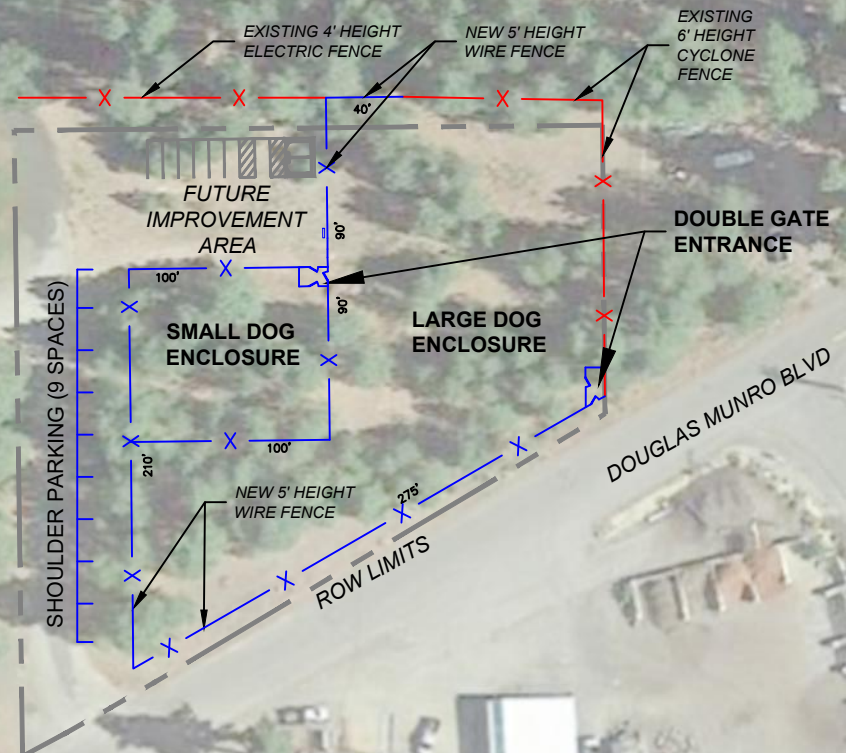 EXISTING 4' HEIGHT
ELECTRIC FENCE
NEW 5' HEIGHT
WIRE FENCE
EXISTING
6' HEIGHT
CYCLONE
FENCE
40'
FUTURE
IMPROVEMENT
AREA
90'
DOUBLE GATE
ENTRANCE
100'
90'
SMALL DOG
ENCLOSURE
LARGE DOG
ENCLOSURE
SHOULDER PARKING (9 SPACES)
DOUGLAS MUNRO BLVD
100'
210'
NEW 5' HEIGHT
WIRE FENCE
275'
ROW LIMITS